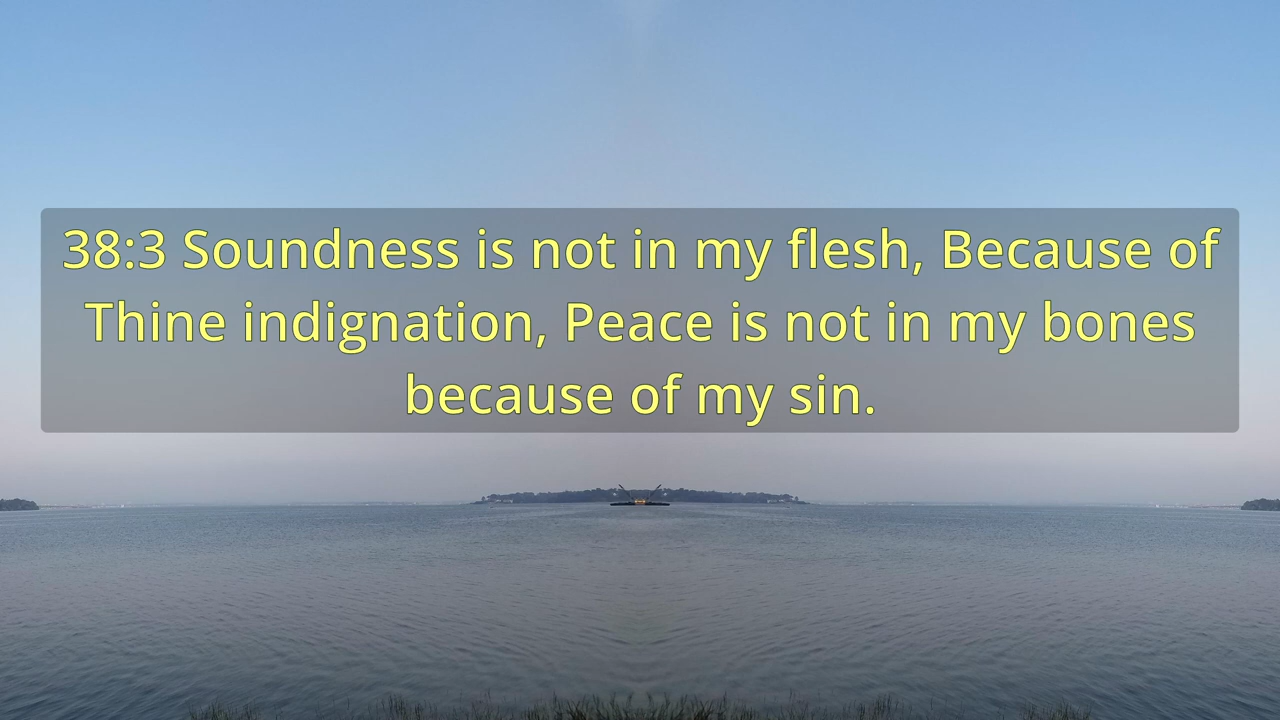 38:3 Soundness is not in my flesh, Because of
Thine indignation, Peace is not in my bones
because of my sin.